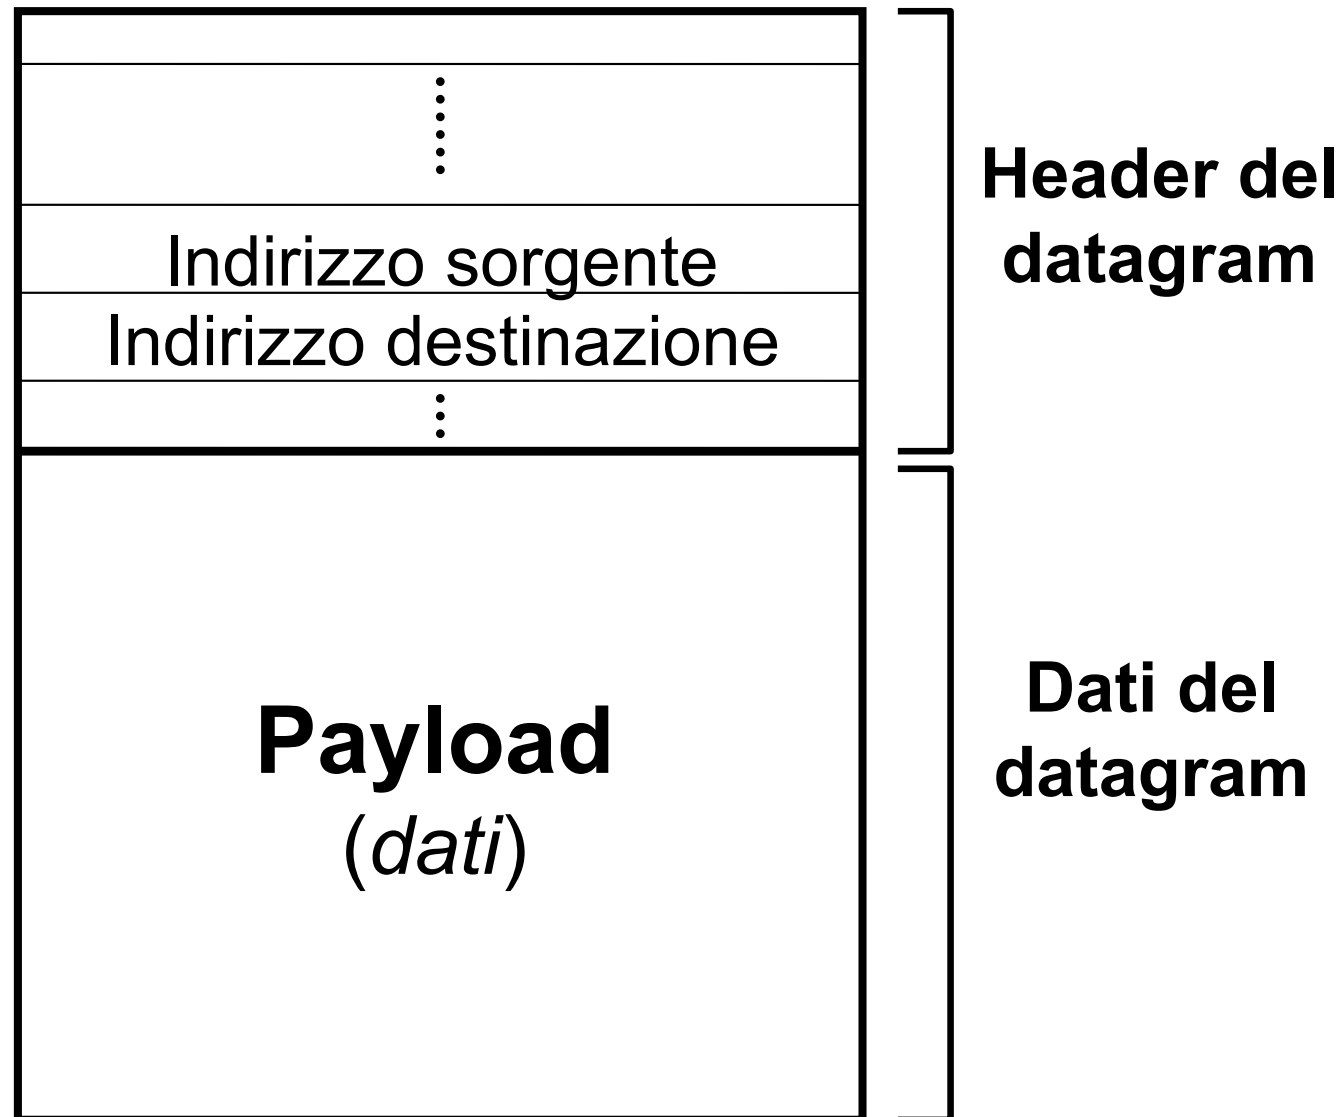 Indirizzo sorgente
Indirizzo destinazione
Header del
datagram
Payload
(dati)
Dati del
datagram